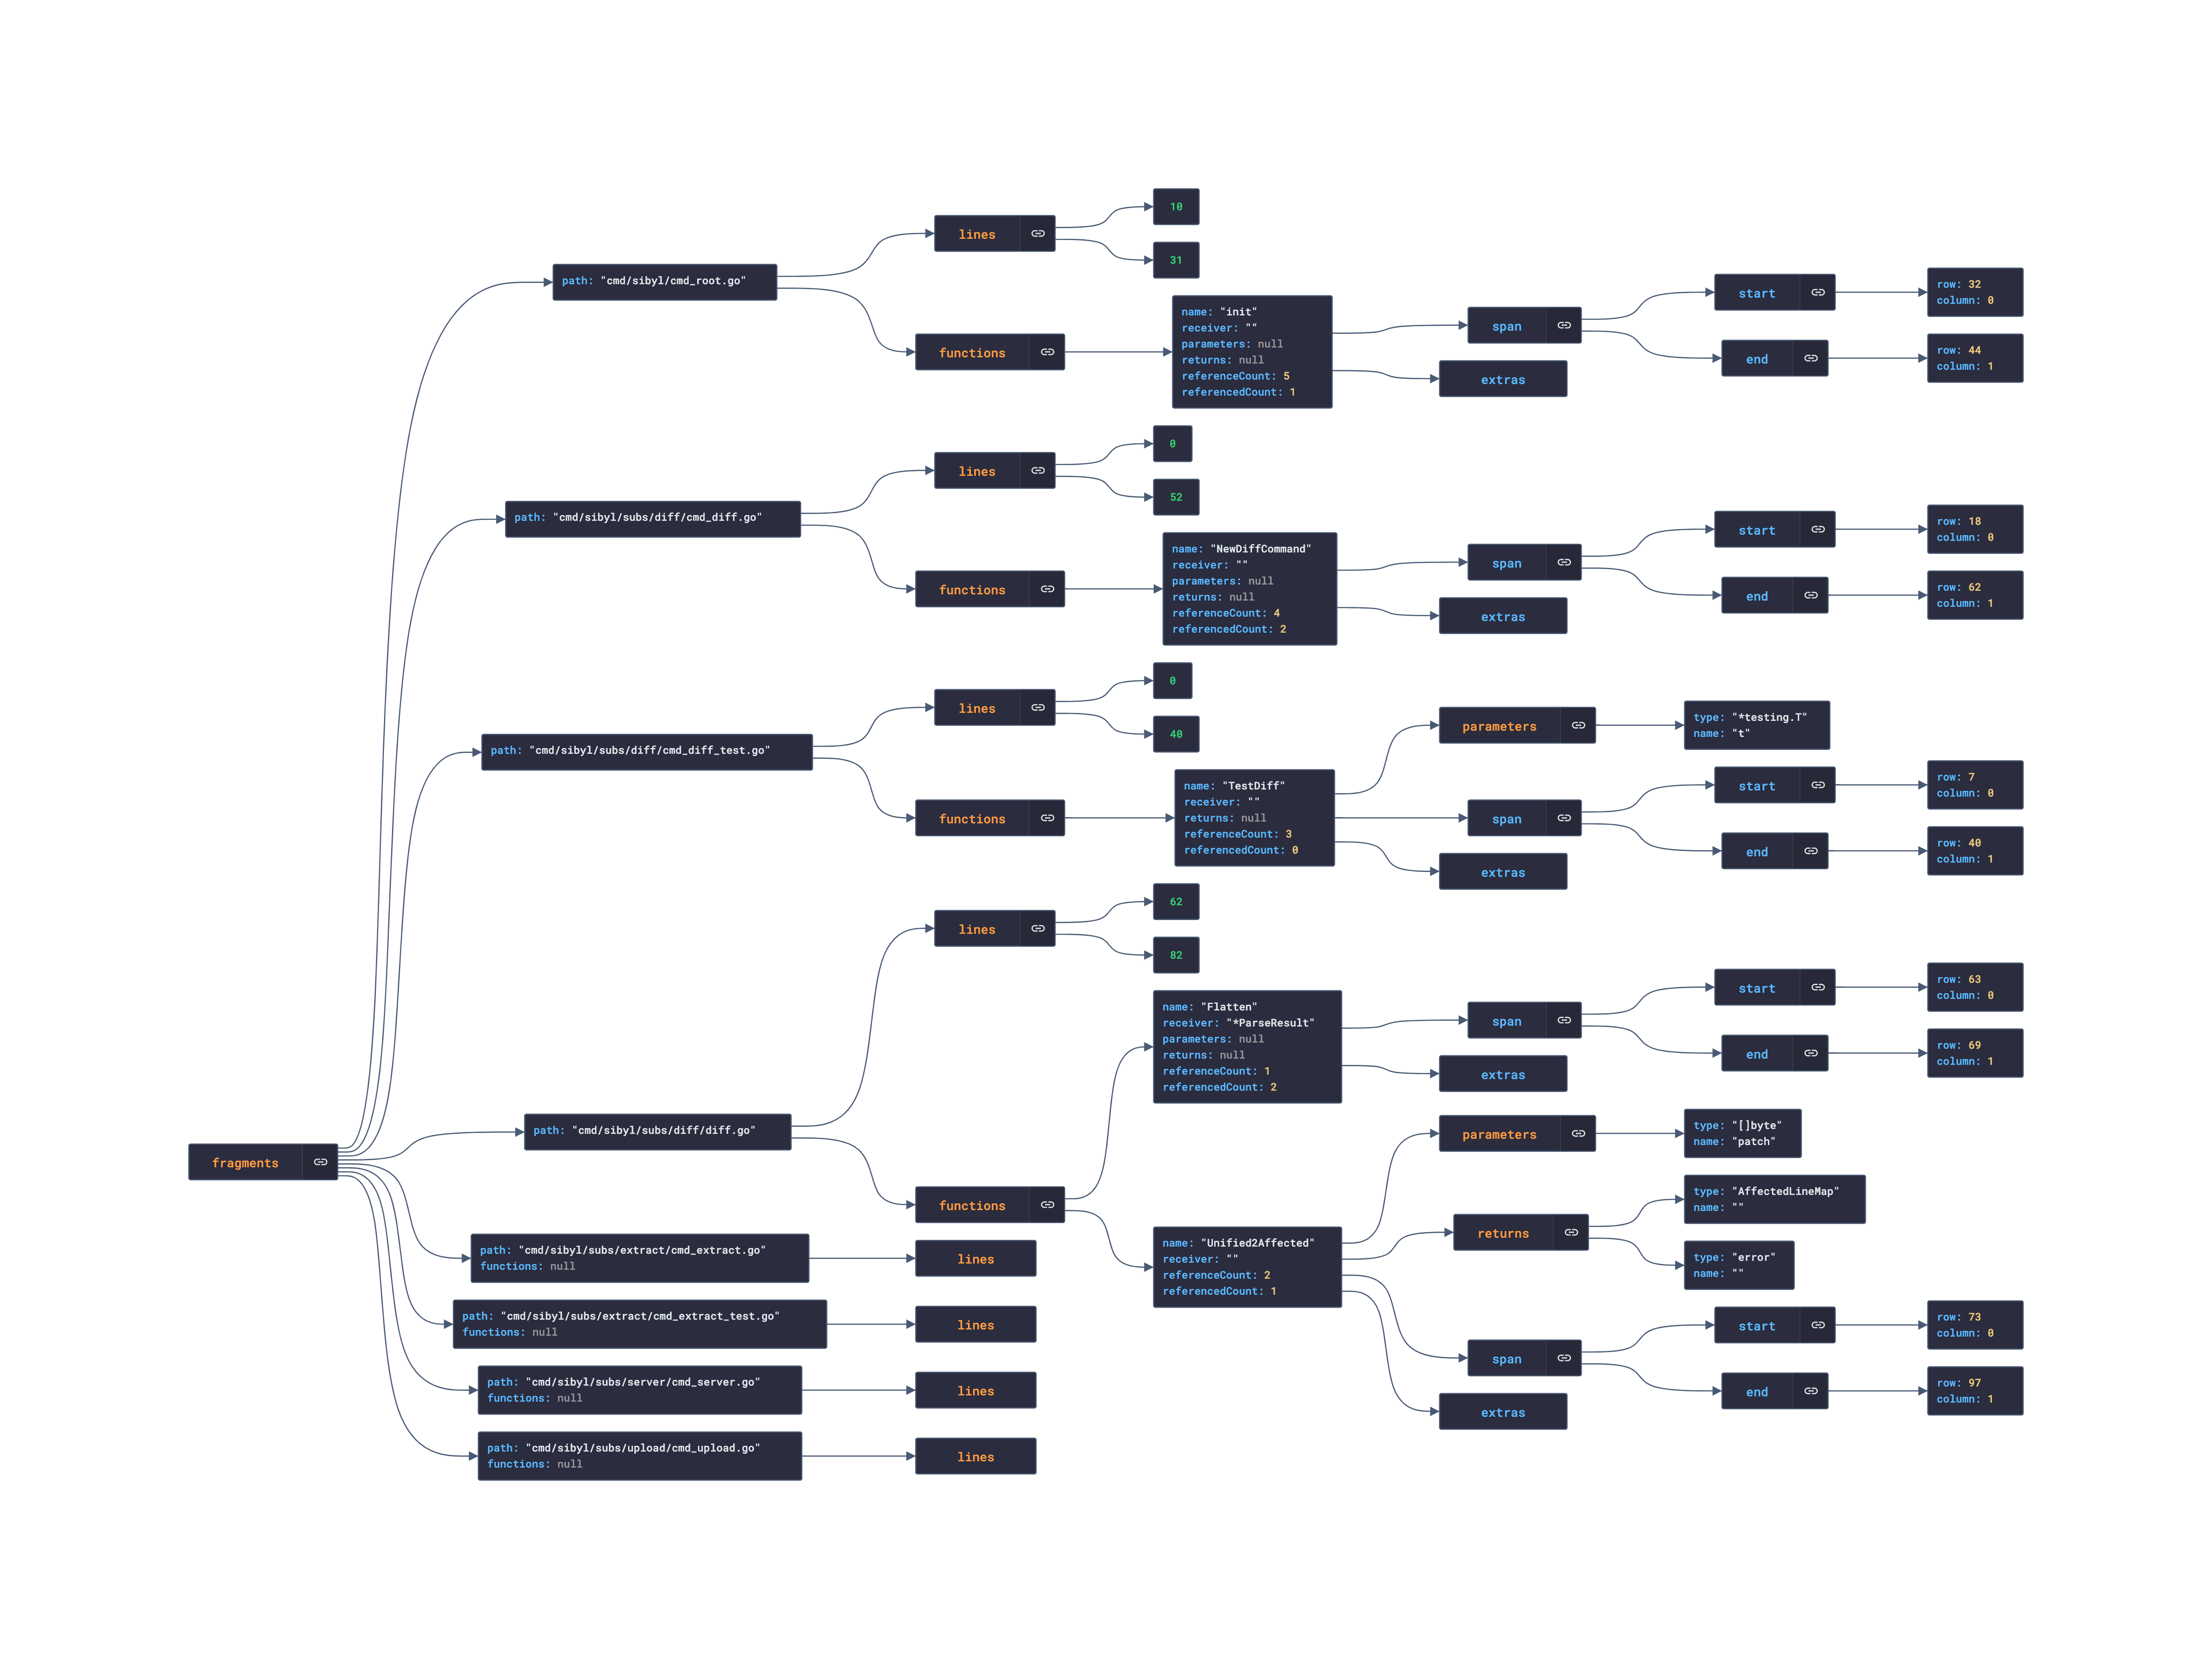 fragments
path: "cmd/sibyl/cmd_root.go"
lines
10
31
functions
name: "init"
receiver: ""
parameters: null
returns: null
referenceCount: 5
referencedCount: 1
span
start
row: 32
column: 0
end
row: 44
column: 1
extras
path: "cmd/sibyl/subs/diff/cmd_diff.go"
lines
0
52
functions
name: "NewDiffCommand"
receiver: ""
parameters: null
returns: null
referenceCount: 4
referencedCount: 2
span
start
row: 18
column: 0
end
row: 62
column: 1
extras
path: "cmd/sibyl/subs/diff/cmd_diff_test.go"
lines
0
40
functions
name: "TestDiff"
receiver: ""
returns: null
referenceCount: 3
referencedCount: 0
parameters
type: "*testing.T"
name: "t"
span
start
row: 7
column: 0
end
row: 40
column: 1
extras
path: "cmd/sibyl/subs/diff/diff.go"
lines
62
82
functions
name: "Flatten"
receiver: "*ParseResult"
parameters: null
returns: null
referenceCount: 1
referencedCount: 2
span
start
row: 63
column: 0
end
row: 69
column: 1
extras
name: "Unified2Affected"
receiver: ""
referenceCount: 2
referencedCount: 1
parameters
type: "[]byte"
name: "patch"
returns
type: "AffectedLineMap"
name: ""
type: "error"
name: ""
span
start
row: 73
column: 0
end
row: 97
column: 1
extras
path: "cmd/sibyl/subs/extract/cmd_extract.go"
functions: null
lines
path: "cmd/sibyl/subs/extract/cmd_extract_test.go"
functions: null
lines
path: "cmd/sibyl/subs/server/cmd_server.go"
functions: null
lines
path: "cmd/sibyl/subs/upload/cmd_upload.go"
functions: null
lines